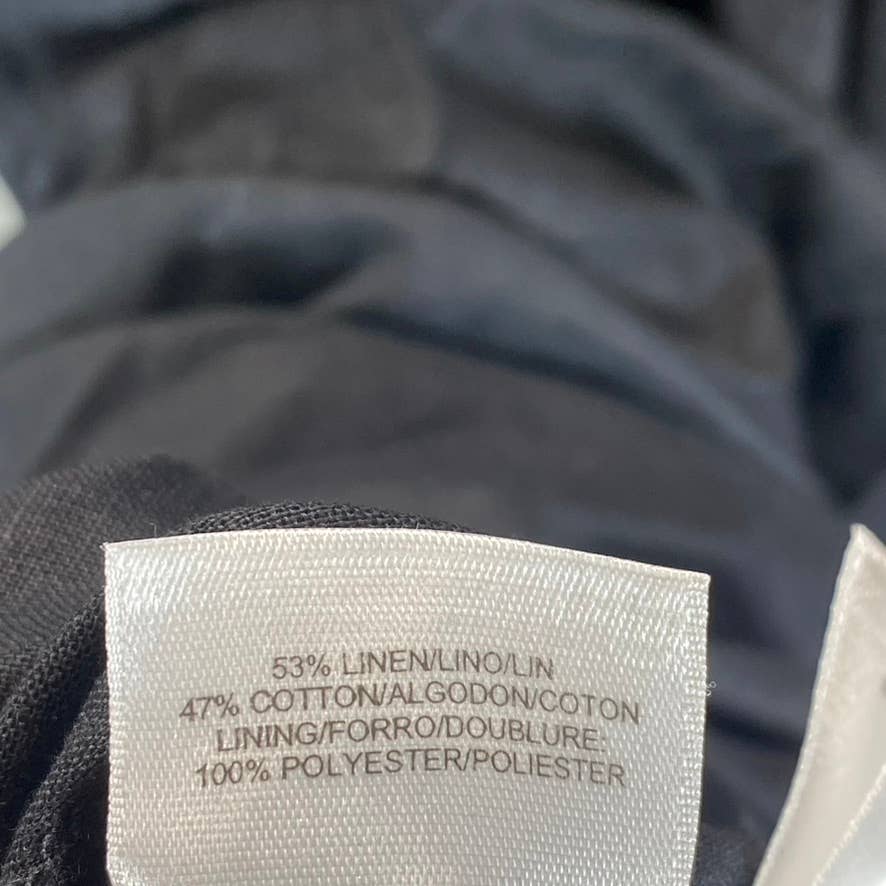 53% LINEN/LINO/LIN
47% COTTON/ALGODON/COTON
LINING/FORRO/DOUBLURE:
100% POLYESTER/POLIESTER